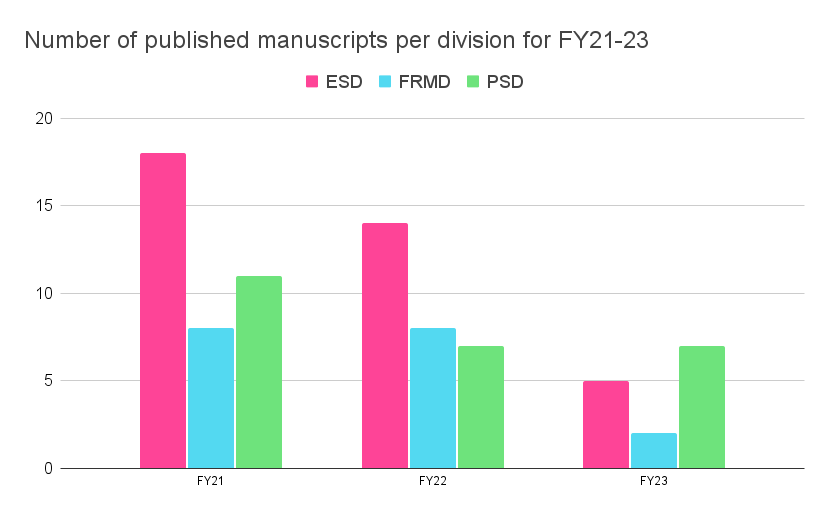 Number of published manuscripts per division for FY21-23
ESD FRMD PSD
20
15
10
5
0
FY21 FY22 FY23